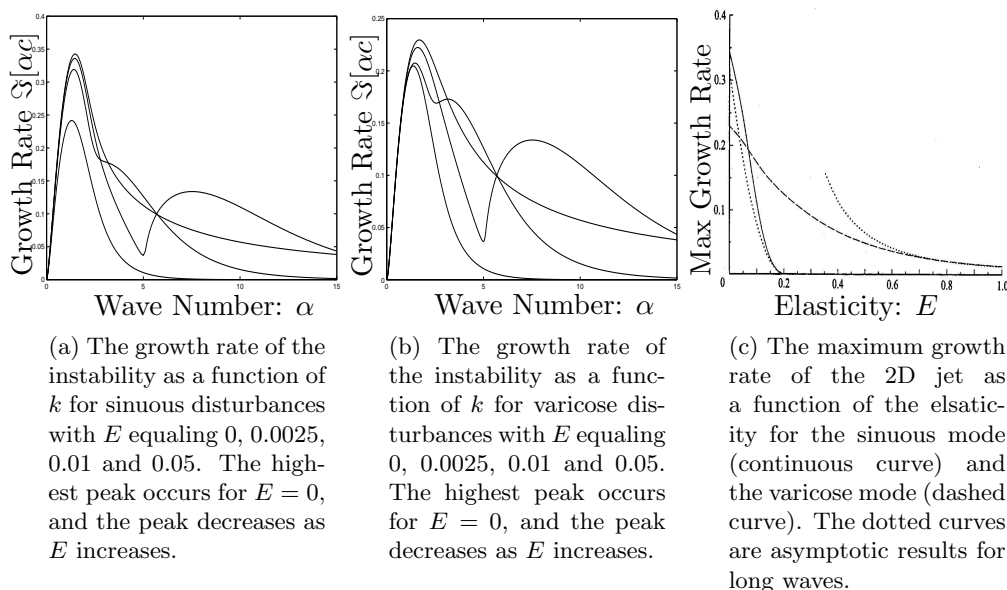 0.4
0.35
0.3
0.25
0.2
0.15
0.1
0.05
0
0
5
10
15
Growth Rate ℑ[αc]
Wave Number: α
0.25
0.2
0.15
0.1
0.05
0
0
5
10
15
Growth Rate ℑ[αc]
Wave Number: α
0.4
0.3
0.2
0.1
0
0.2
0.4
0.6
0.8
1.0
Max Growth Rate
Elasticity: E
(a) The growth rate of the
instability as a function of
k for sinuous disturbances
with E equaling 0, 0.0025,
0.01 and 0.05. The high-
est peak occurs for E = 0,
and the peak decreases as
E increases.
(b) The growth rate of
the instability as a func-
tion of k for varicose dis-
turbances with E equaling
0, 0.0025, 0.01 and 0.05.
The highest peak occurs
for E = 0, and the peak
decreases as E increases.
(c) The maximum growth
rate of the 2D jet as
a function of the elsatic-
ity for the sinuous mode
(continuous curve) and
the varicose mode (dashed
curve). The dotted curves
are asymptotic results for
long waves.